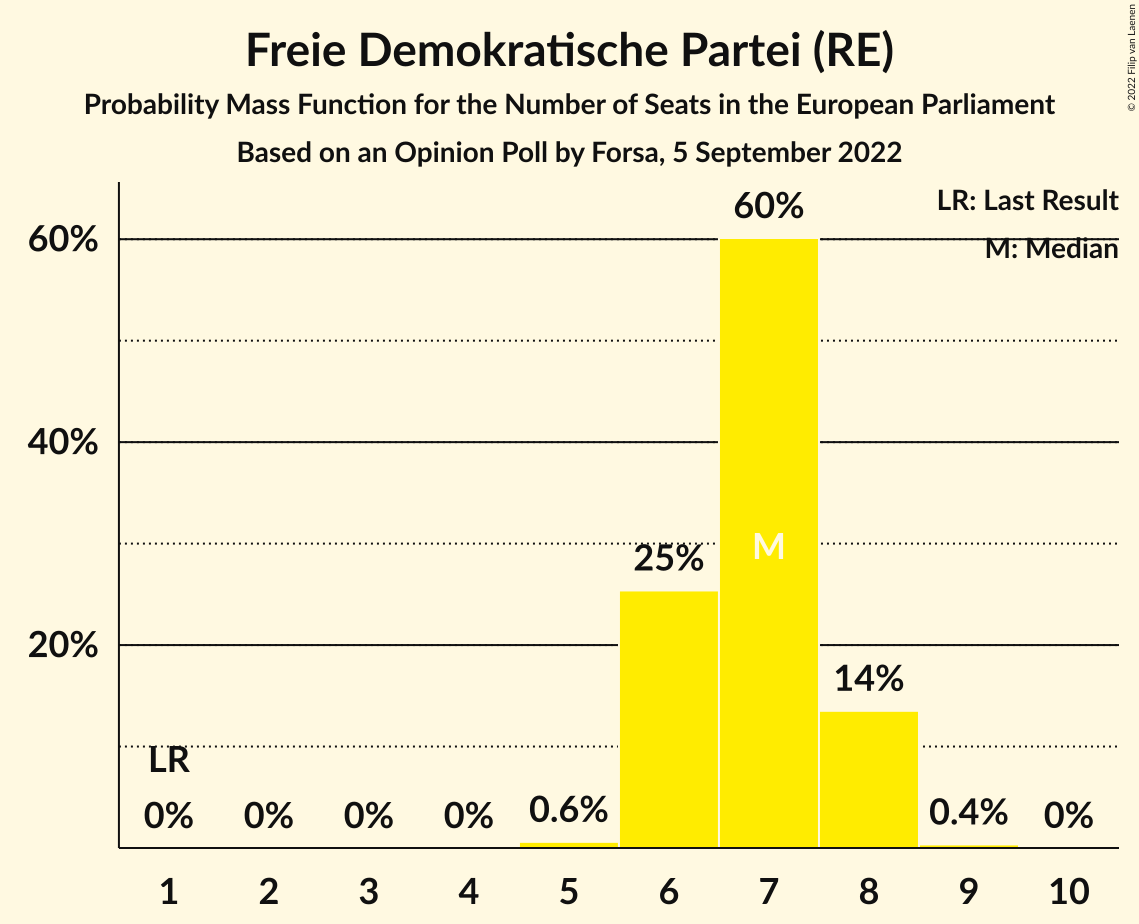 Freie Demokratische Partei (RE)
Probability Mass Function for the Number of Seats in the European Parliament
Based on an Opinion Poll by Forsa, 5 September 2022
© 2022 Filip van Laenen
LR: Last Result
M: Median
60%
40%
20%
60%
M
25%
14%
LR
0%
0%
0%
0%
0.6%
0.4%
0%
1
2
3
4
5
6
7
8
9
10